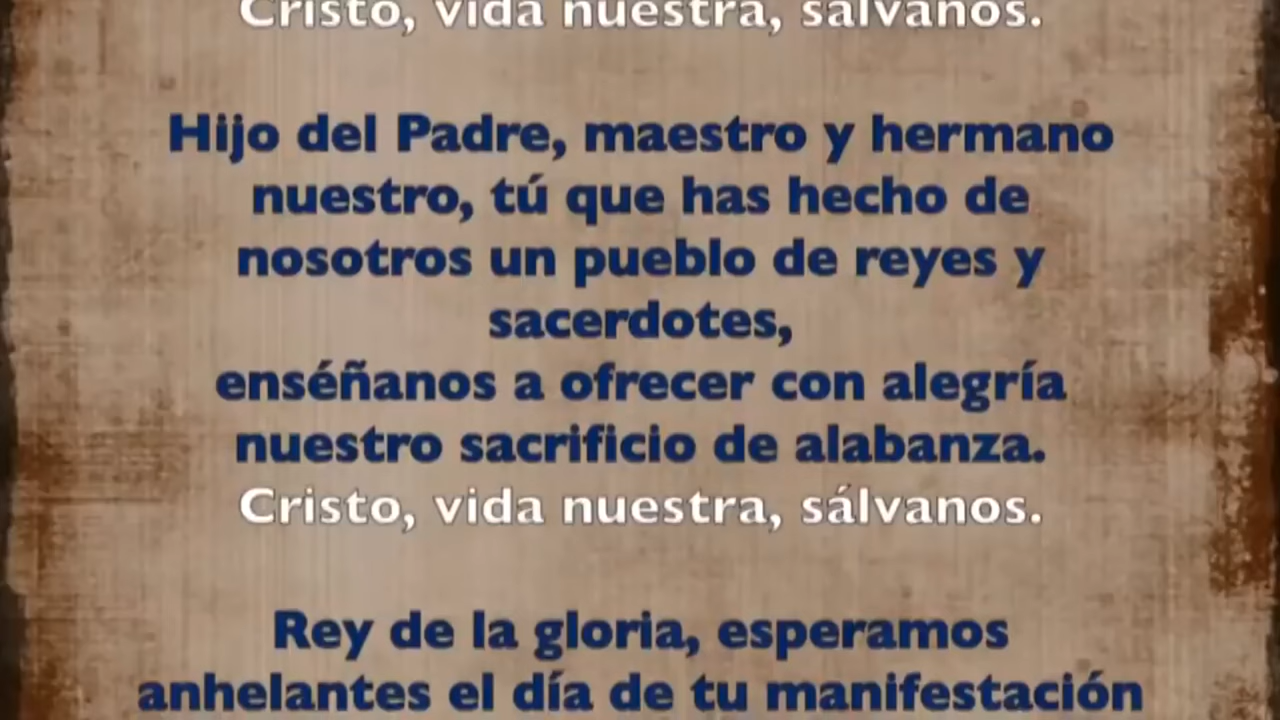 Cristo, vida nuestra, sálvanos.
Hijo del Padre, maestro y hermano
nuestro, tú que has hecho de
nosotros un pueblo de reyes y
sacerdotes,
enséñanos a ofrecer con alegría
nuestro sacrificio de alabanza.
Cristo, vida nuestra, sálvanos.
Rey de la gloria, esperamos
anhelantes el día de tu manifestación